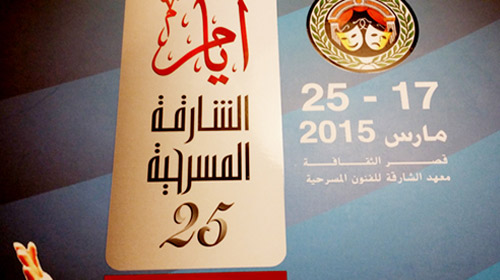 أيام
الشارقة
المسرحية
25
25 - 17
مارس 2015
قصر الثقافة
معهد الشارقة للفنون المسرحية